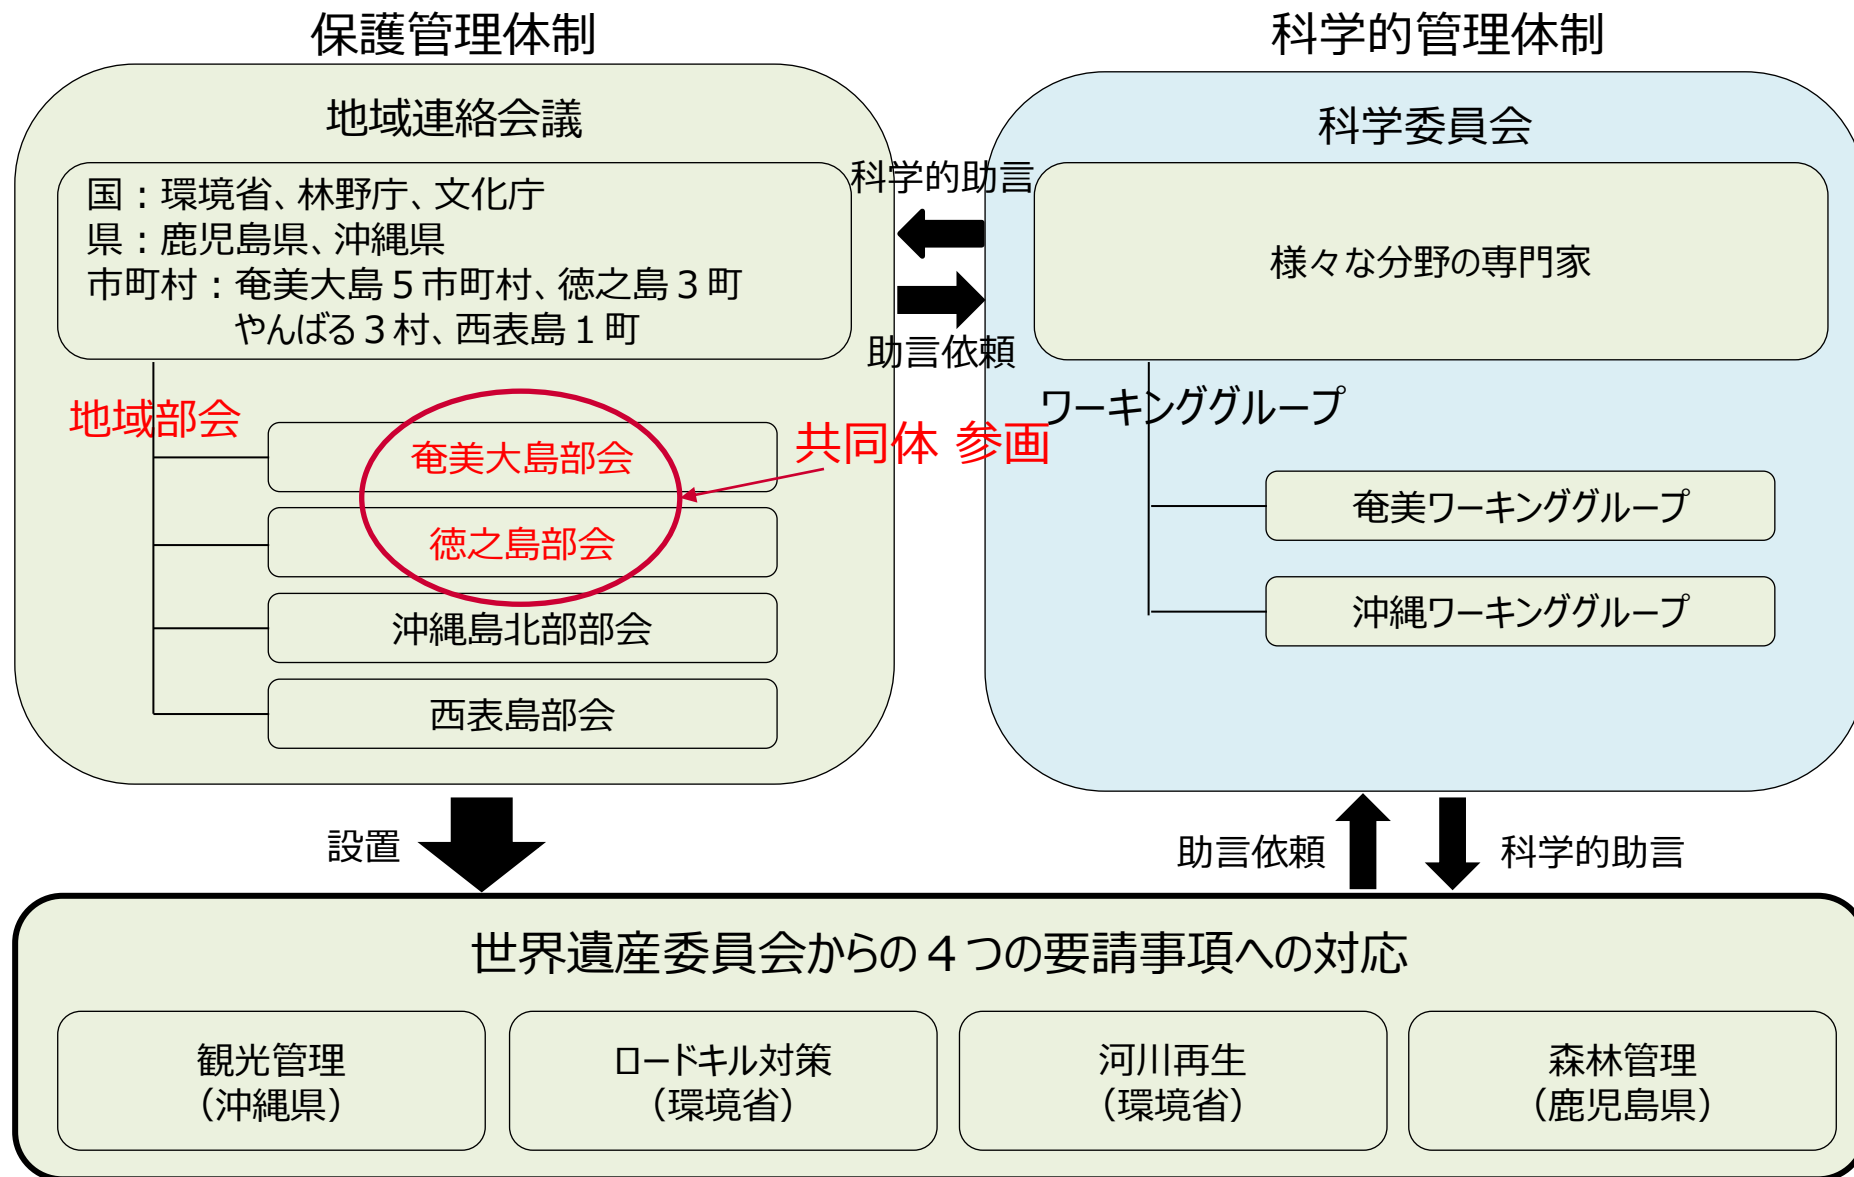 保護管理体制
地域連絡会議
国：環境省、林野庁、文化庁
県：鹿児島県、沖縄県
市町村：奄美大島５市町村、徳之島３町
やんばる３村、西表島１町
地域部会
奄美大島部会
徳之島部会
沖縄島北部部会
西表島部会
共同体 参画
科学的助言
助言依頼
科学的管理体制
科学委員会
様々な分野の専門家
ワーキンググループ
奄美ワーキンググループ
沖縄ワーキンググループ
設置
助言依頼
科学的助言
世界遺産委員会からの４つの要請事項への対応
観光管理
（沖縄県）
ロードキル対策
（環境省）
河川再生
（環境省）
森林管理
（鹿児島県）